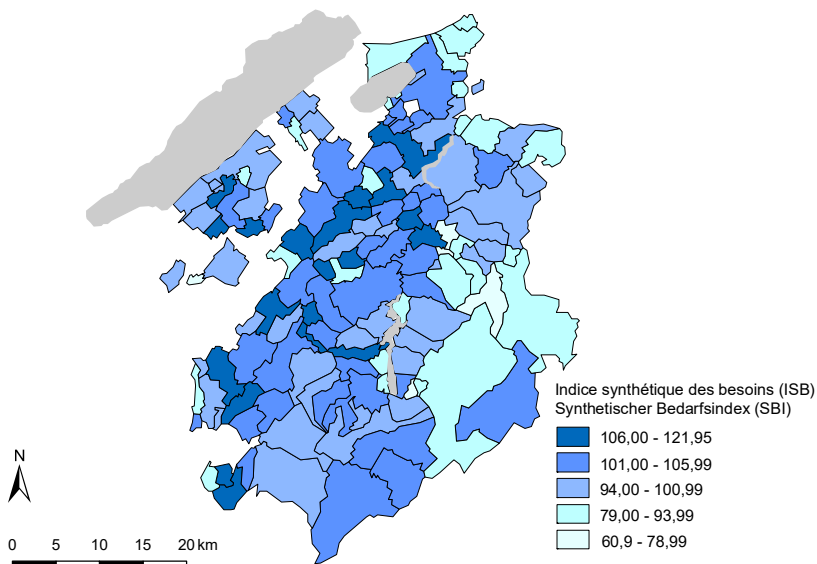 Indice synthétique des besoins (ISB)
Synthetischer Bedarfsindex (SBI)
106,00 - 121,95
101,00 - 105,99
94,00 - 100,99
79,00 - 93,99
60,9 - 78,99
N
0 5 10 15 20 km